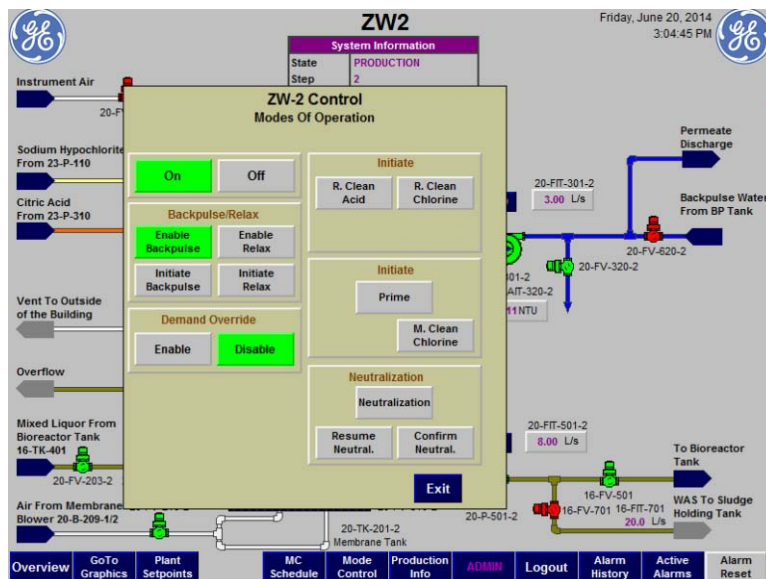 ZW2
Friday, June 20, 2014
3:04:45 PM
System Information
State PRODUCTION
Step 2
Instrument Air
ZW-2 Control
Modes Of Operation
Sodium Hypochlorite
From 23-P-110
Citric Acid
From 23-P-310
On Off
Backpulse/Relax
Enable Backpulse
Enable Relax
Initiate Backpulse
Initiate Relax
Demand Override
Enable Disable
Initiate
R. Clean Acid
R. Clean Chlorine
Initiate
Prime
M. Clean Chlorine
Neutralization
Neutralization
Resume Neutral.
Confirm Neutral.
Exit
Permeate
Discharge
20-FIT-301-2
3.00 L/s
Backpulse Water
From BP Tank
20-FV-620-2
20-FV-320-2
NTU
Vent To Outside
of the Building
Overflow
Mixed Liquor From
Bioreactor Tank
16-TK-401
20-FV-203-2
Air From Membrane
Blower 20-B-209-1/2
20-FIT-501-2
8.00 L/s
To Bioreactor
Tank
16-FV-501
20-P-501-2
16-FV-701
16-FIT-701
20.0 L/s
WAS To Sludge
Holding Tank
20-TK-201-2
Membrane Tank
Overview
GoTo Graphics
Plant Setpoints
MC Schedule
Mode Control
Production Info
ADMIN
Logout
Alarm History
Active Alarms
Alarm Reset